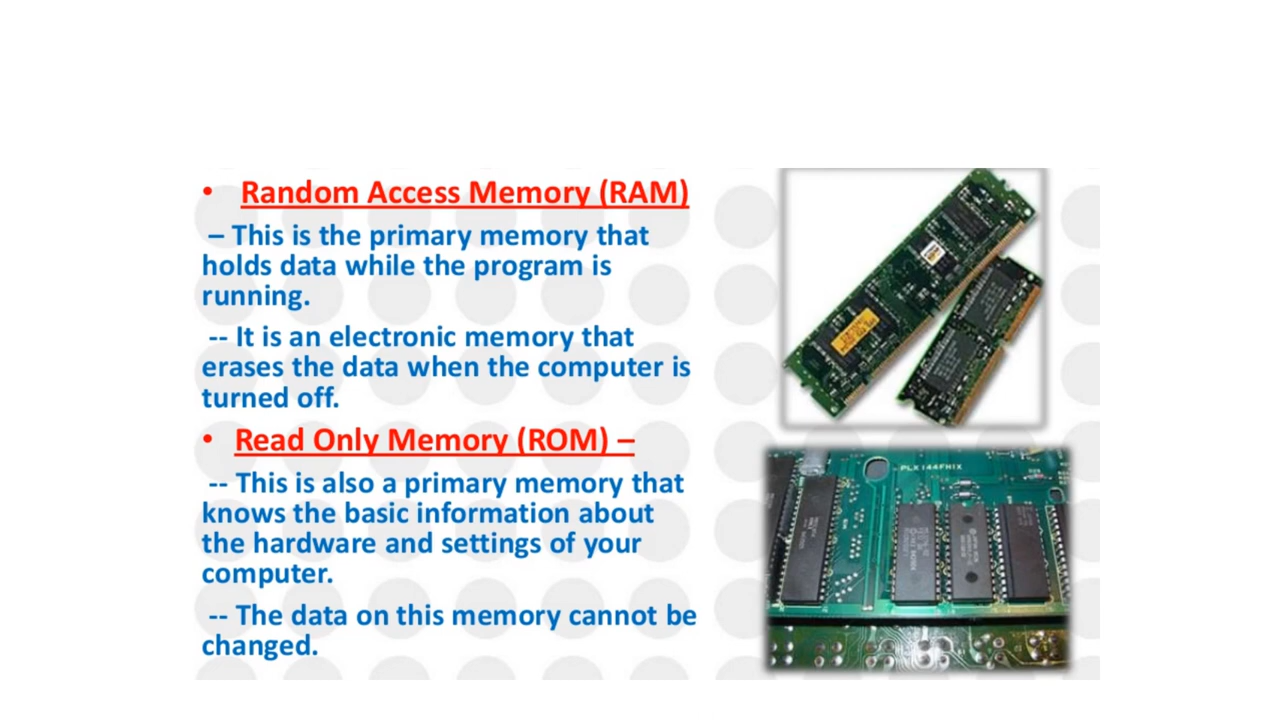 • Random Access Memory (RAM)
– This is the primary memory that
holds data while the program is
running.
-- It is an electronic memory that
erases the data when the computer is
turned off.
• Read Only Memory (ROM) –
-- This is also a primary memory that
knows the basic information about
the hardware and settings of your
computer.
-- The data on this memory cannot be
changed.
PLX144FH1X